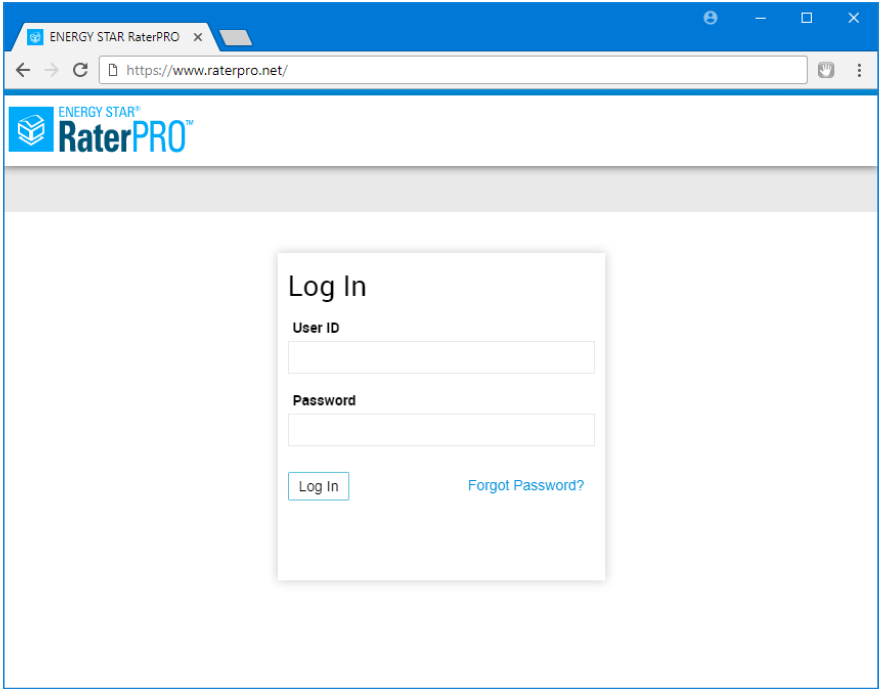 ENERGY STAR RaterPRO
https://www.raterpro.net/
ENERGY STAR®
RaterPRO™
Log In
User ID
Password
Log In Forgot Password?